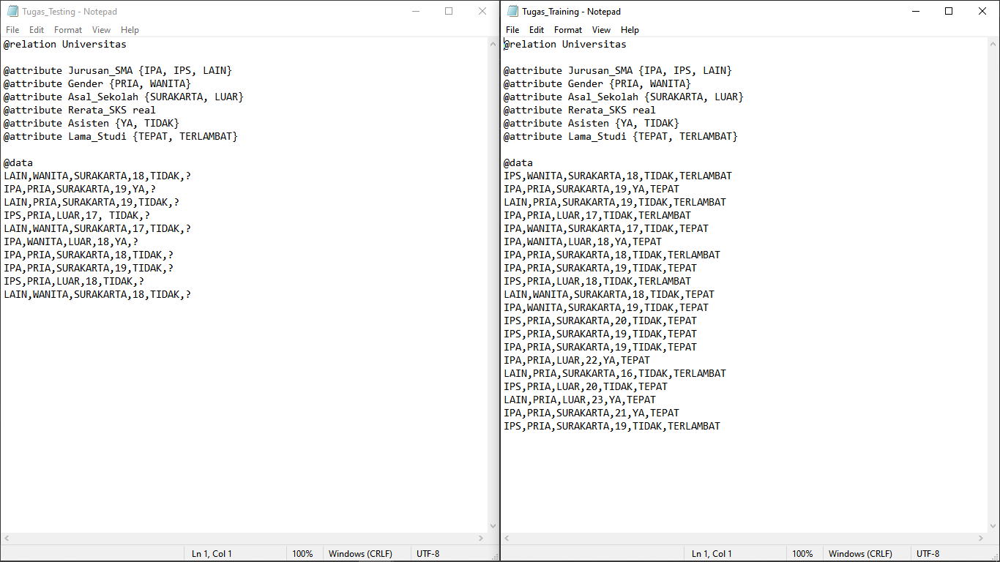 Tugas_Testing - Notepad
File Edit Format View Help
@relation Universitas
@attribute Jurusan_SMA {IPA, IPS, LAIN}
@attribute Gender {PRIA, WANITA}
@attribute Asal_Sekolah {SURAKARTA, LUAR}
@attribute Rerata_SKS real
@attribute Asisten {YA, TIDAK}
@attribute Lama_Studi {TEPAT, TERLAMBAT}
@data
LAIN,WANITA,SURAKARTA,18,TIDAK,?
IPA,PRIA,SURAKARTA,19,YA,?
LAIN,PRIA,SURAKARTA,19,TIDAK,?
IPS,PRIA,LUAR,17, TIDAK,?
LAIN,WANITA,SURAKARTA,17,TIDAK,?
IPA,WANITA,LUAR,18,YA,?
IPA,PRIA,SURAKARTA,18,TIDAK,?
IPA,PRIA,SURAKARTA,19,TIDAK,?
IPS,PRIA,LUAR,18,TIDAK,?
LAIN,WANITA,SURAKARTA,18,TIDAK,?
Ln 1, Col 1 100% Windows (CRLF) UTF-8
Tugas_Training - Notepad
File Edit Format View Help
@relation Universitas
@attribute Jurusan_SMA {IPA, IPS, LAIN}
@attribute Gender {PRIA, WANITA}
@attribute Asal_Sekolah {SURAKARTA, LUAR}
@attribute Rerata_SKS real
@attribute Asisten {YA, TIDAK}
@attribute Lama_Studi {TEPAT, TERLAMBAT}
@data
IPS,WANITA,SURAKARTA,18,TIDAK,TERLAMBAT
IPA,PRIA,SURAKARTA,19,YA,TEPAT
LAIN,PRIA,SURAKARTA,19,TIDAK,TERLAMBAT
IPA,PRIA,LUAR,17,TIDAK,TERLAMBAT
IPA,WANITA,SURAKARTA,17,TIDAK,TEPAT
IPA,WANITA,LUAR,18,YA,TEPAT
IPA,PRIA,SURAKARTA,18,TIDAK,TERLAMBAT
IPA,PRIA,SURAKARTA,19,TIDAK,TEPAT
IPS,PRIA,LUAR,18,TIDAK,TERLAMBAT
LAIN,WANITA,SURAKARTA,18,TIDAK,TEPAT
IPA,WANITA,SURAKARTA,19,TIDAK,TEPAT
IPS,PRIA,SURAKARTA,20,TIDAK,TEPAT
IPS,PRIA,SURAKARTA,19,TIDAK,TEPAT
IPA,PRIA,SURAKARTA,19,TIDAK,TEPAT
IPA,PRIA,LUAR,22,YA,TEPAT
LAIN,PRIA,SURAKARTA,16,TIDAK,TERLAMBAT
IPS,PRIA,LUAR,20,TIDAK,TEPAT
LAIN,PRIA,LUAR,23,YA,TEPAT
IPA,PRIA,SURAKARTA,21,YA,TEPAT
IPS,PRIA,SURAKARTA,19,TIDAK,TERLAMBAT
Ln 1, Col 1 100% Windows (CRLF) UTF-8